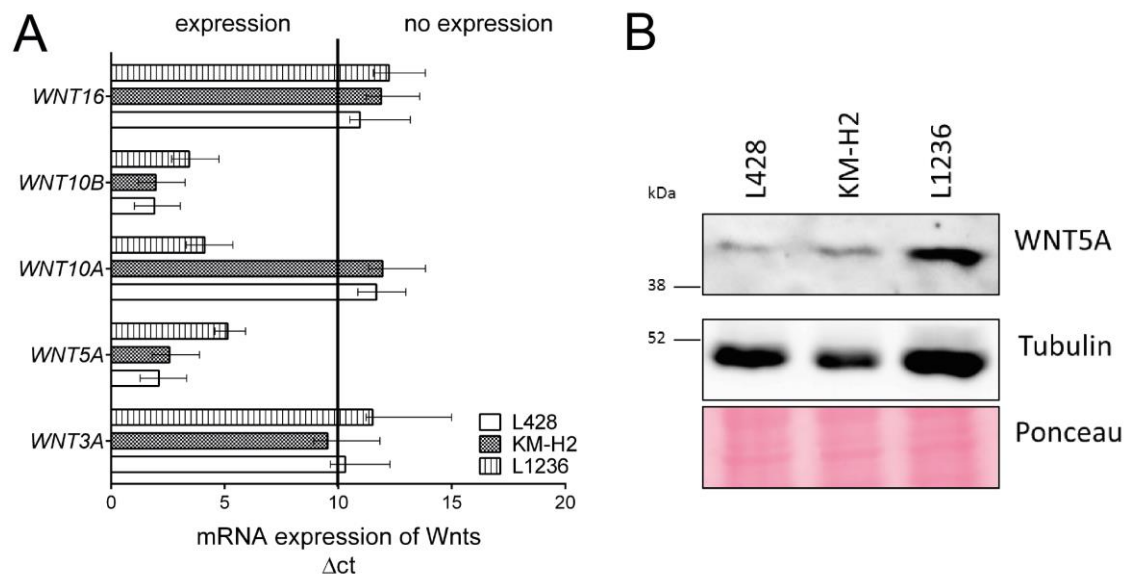 A
expression
no expression
WNT16
WNT10B
WNT10A
WNT5A
WNT3A
L428
KM-H2
L1236
0
5
10
15
20
mRNA expression of Wnts
Δct
B
L428
KM-H2
L1236
kDa
WNT5A
38
52
Tubulin
Ponceau